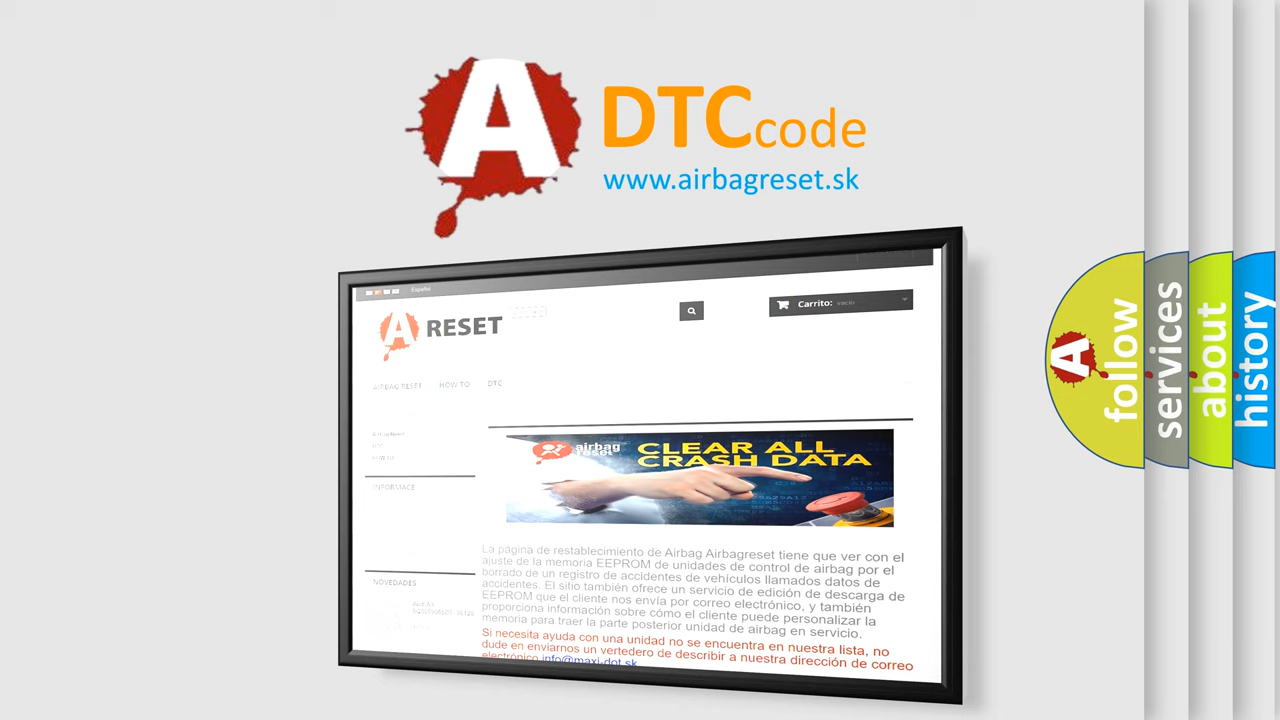 A
DTCcode
www.airbagreset.sk
Español
A RESET
Carrito: vacío
AIRBAG RESET HOW TO DTC
INFORMACE
NOVEDADES
airbag
reset
CLEAR ALL
CRASH DATA
La página de restablecimiento de Airbag Airbagreset tiene que ver con el
ajuste de la memoria EEPROM de unidades de control de airbag por el
borrado de un registro de accidentes de vehículos llamados datos de
accidentes. El sitio también ofrece un servicio de edición de descarga de
EEPROM que el cliente nos envía por correo electrónico, y también
proporciona información sobre cómo el cliente puede personalizar la
memoria para traer la parte posterior unidad de airbag en servicio.
Si necesita ayuda con una unidad no se encuentra en nuestra lista, no
dude en enviarnos un vertedero de describir a nuestra dirección de correo
electrónico info@maxi-dot.sk
A
follow
services
about
history